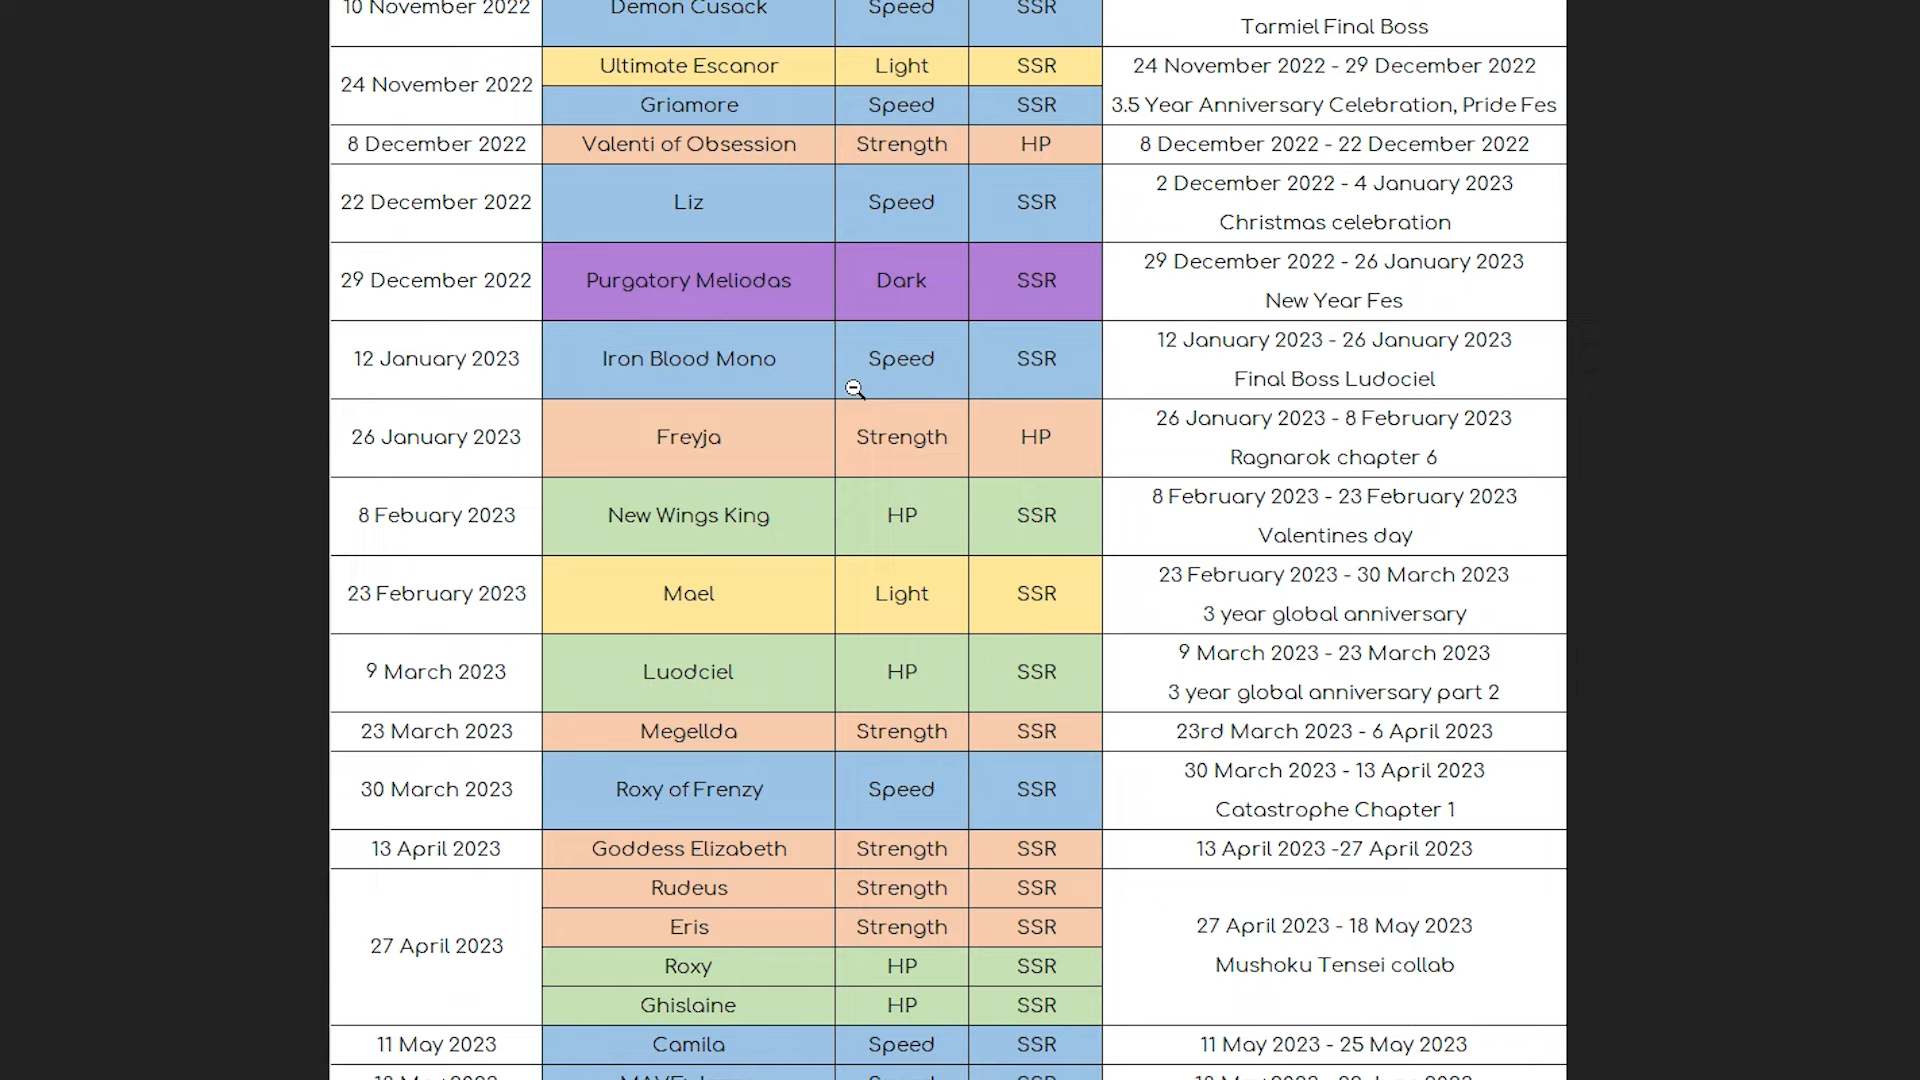 10 November 2022 Demon Cusack Speed SSR
Tarmiel Final Boss
24 November 2022
Ultimate Escanor Light SSR 24 November 2022 - 29 December 2022
Griamore Speed SSR 3.5 Year Anniversary Celebration, Pride Fes
8 December 2022 Valenti of Obsession Strength HP 8 December 2022 - 22 December 2022
22 December 2022 Liz Speed SSR
2 December 2022 - 4 January 2023
Christmas celebration
29 December 2022 Purgatory Meliodas Dark SSR
29 December 2022 - 26 January 2023
New Year Fes
12 January 2023 Iron Blood Mono Speed SSR
12 January 2023 - 26 January 2023
Final Boss Ludociel
26 January 2023 Freyja Strength HP
26 January 2023 - 8 February 2023
Ragnarok chapter 6
8 Febuary 2023 New Wings King HP SSR
8 February 2023 - 23 February 2023
Valentines day
23 February 2023 Mael Light SSR
23 February 2023 - 30 March 2023
3 year global anniversary
9 March 2023 Luodciel HP SSR
9 March 2023 - 23 March 2023
3 year global anniversary part 2
23 March 2023 Megellda Strength SSR 23rd March 2023 - 6 April 2023
30 March 2023 Roxy of Frenzy Speed SSR
30 March 2023 - 13 April 2023
Catastrophe Chapter 1
13 April 2023 Goddess Elizabeth Strength SSR 13 April 2023 -27 April 2023
27 April 2023
Rudeus Strength SSR
Eris Strength SSR
Roxy HP SSR
Ghislaine HP SSR
27 April 2023 - 18 May 2023
Mushoku Tensei collab
11 May 2023 Camila Speed SSR 11 May 2023 - 25 May 2023